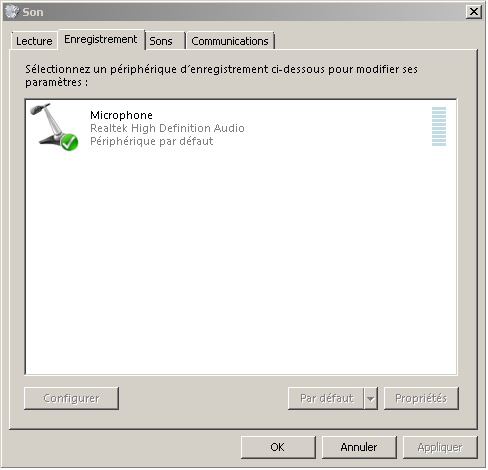 Son
Lecture Enregistrement Sons Communications
Sélectionnez un périphérique d'enregistrement ci-dessous pour modifier ses
paramètres :
Microphone
Realtek High Definition Audio
Périphérique par défaut
Configurer Par défaut Propriétés
OK Annuler Appliquer